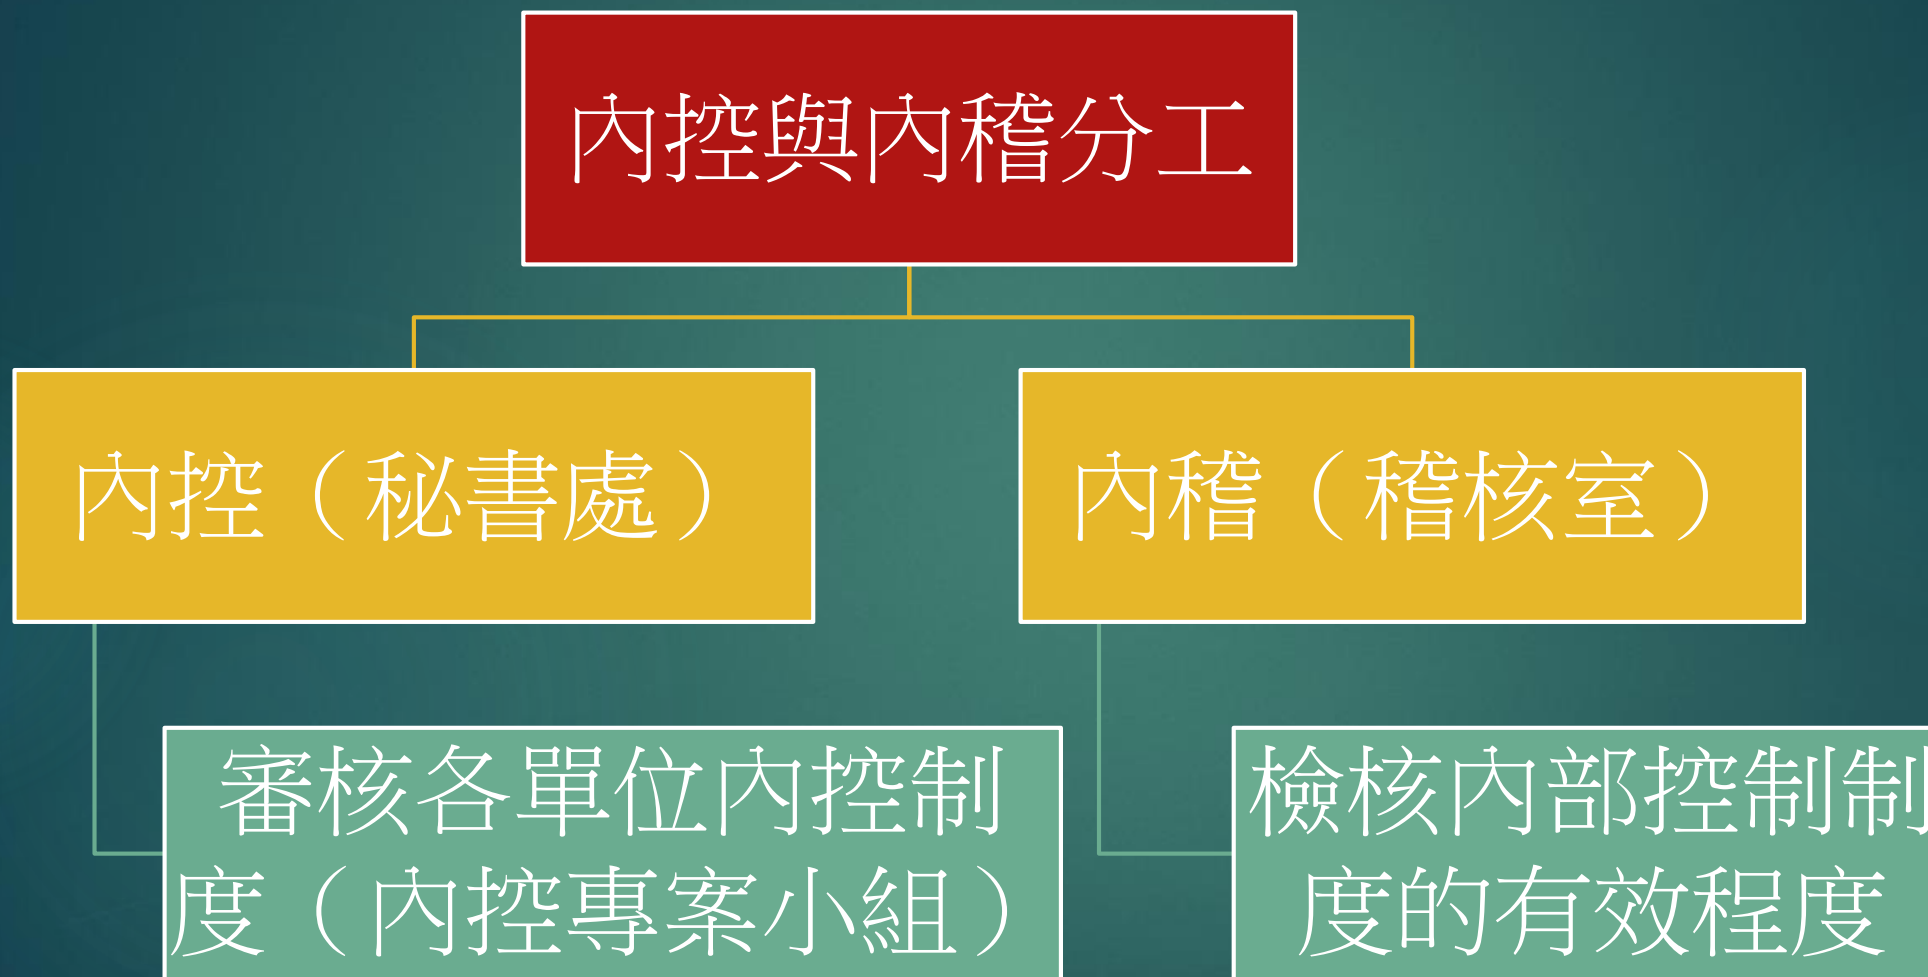 內控與內稽分工
內控（秘書處）
內稽（稽核室）
審核各單位內控制
度（內控專案小組）
檢核內部控制制
度的有效程度